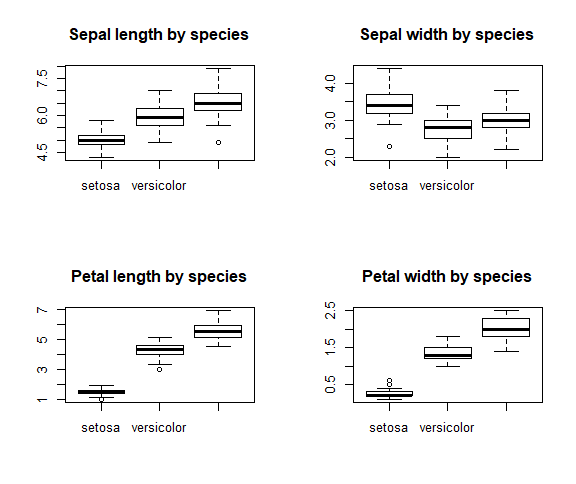 Sepal length by species
7.5
6.0
4.5
setosa versicolor
Sepal width by species
4.0
3.0
2.0
setosa versicolor
Petal length by species
7
5
3
1
setosa versicolor
Petal width by species
2.5
1.5
0.5
setosa versicolor